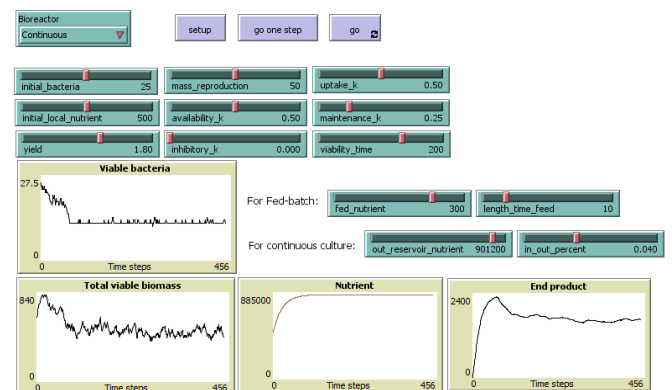 Bioreactor
Continuous
setup
go one step
go
initial_bacteria 25
mass_reproduction 50
uptake_k 0.50
initial_local_nutrient 500
availability_k 0.50
maintenance_k 0.25
yield 1.80
inhibitory_k 0.000
viability_time 200
Viable bacteria
27.5
0
0 Time steps 456
For Fed-batch:
fed_nutrient 300
length_time_feed 10
For continuous culture:
out_reservoir_nutrient 901200
in_out_percent 0.040
Total viable biomass
840
0
0 Time steps 456
Nutrient
885000
0
0 Time steps 456
End product
2400
0
0 Time steps 456